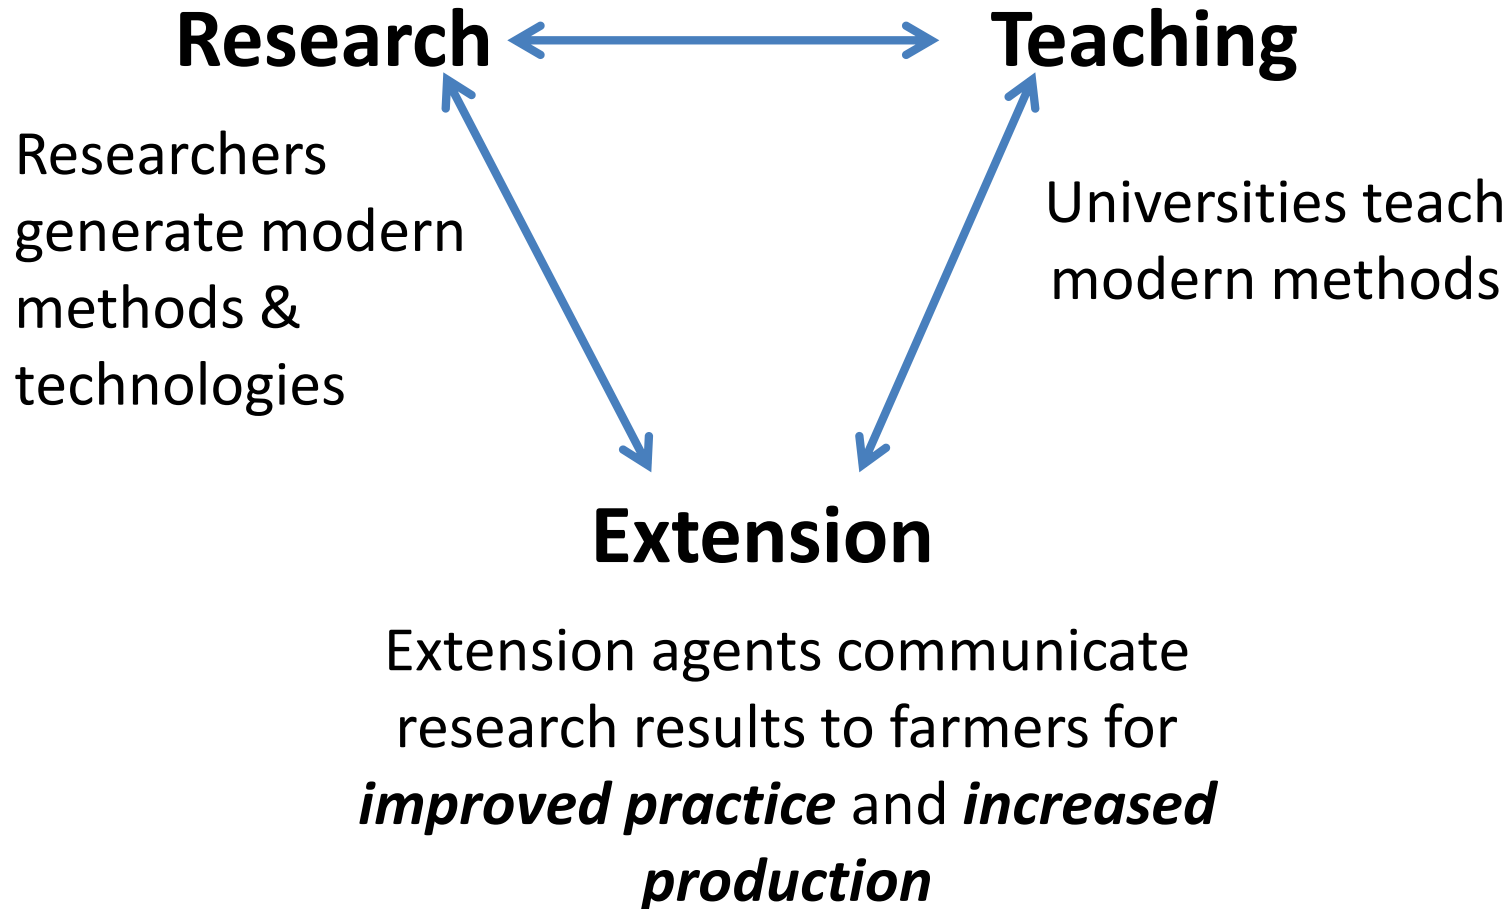 Research
Teaching
Researchers
generate modern
methods &
technologies
Universities teach
modern methods
Extension
Extension agents communicate
research results to farmers for
improved practice and increased
production